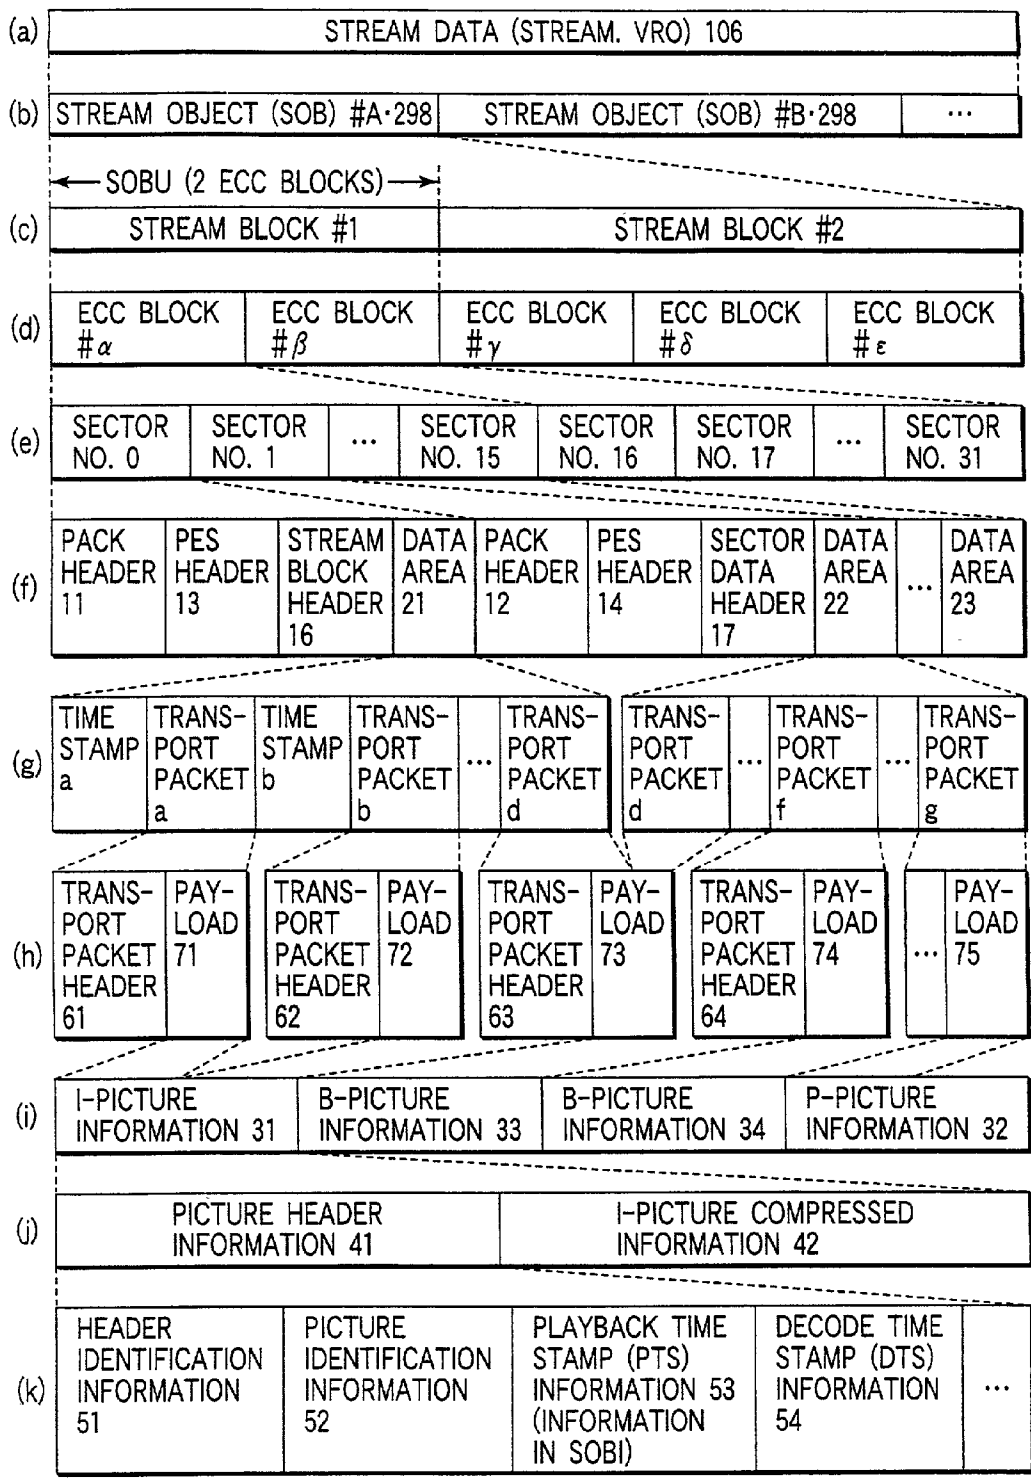 (a) STREAM DATA (STREAM. VRO) 106
(b) STREAM OBJECT (SOB) #A·298 STREAM OBJECT (SOB) #B·298 ...
SOBU (2 ECC BLOCKS)
(c) STREAM BLOCK #1 STREAM BLOCK #2
(d)
ECC BLOCK
#α
ECC BLOCK
#β
ECC BLOCK
#γ
ECC BLOCK
#δ
ECC BLOCK
#ε
(e)
SECTOR
NO. 0
SECTOR
NO. 1
...
SECTOR
NO. 15
SECTOR
NO. 16
SECTOR
NO. 17
...
SECTOR
NO. 31
(f)
PACK
HEADER
11
PES
HEADER
13
STREAM
BLOCK
HEADER
16
DATA
AREA
21
PACK
HEADER
12
PES
HEADER
14
SECTOR
DATA
HEADER
17
DATA
AREA
22
...
DATA
AREA
23
(g)
TIME
STAMP
a
TRANS-
PORT
PACKET
a
TIME
STAMP
b
TRANS-
PORT
PACKET
b
...
TRANS-
PORT
PACKET
d
TRANS-
PORT
PACKET
d
...
TRANS-
PORT
PACKET
f
...
TRANS-
PORT
PACKET
g
(h)
TRANS-
PORT
PACKET
HEADER
61
PAY-
LOAD
71
TRANS-
PORT
PACKET
HEADER
62
PAY-
LOAD
72
TRANS-
PORT
PACKET
HEADER
63
PAY-
LOAD
73
TRANS-
PORT
PACKET
HEADER
64
PAY-
LOAD
74
...
PAY-
LOAD
75
(i)
I-PICTURE
INFORMATION 31
B-PICTURE
INFORMATION 33
B-PICTURE
INFORMATION 34
P-PICTURE
INFORMATION 32
(j)
PICTURE HEADER
INFORMATION 41
I-PICTURE COMPRESSED
INFORMATION 42
(k)
HEADER
IDENTIFICATION
INFORMATION
51
PICTURE
IDENTIFICATION
INFORMATION
52
PLAYBACK TIME
STAMP (PTS)
INFORMATION 53
(INFORMATION
IN SOBI)
DECODE TIME
STAMP (DTS)
INFORMATION
54
...